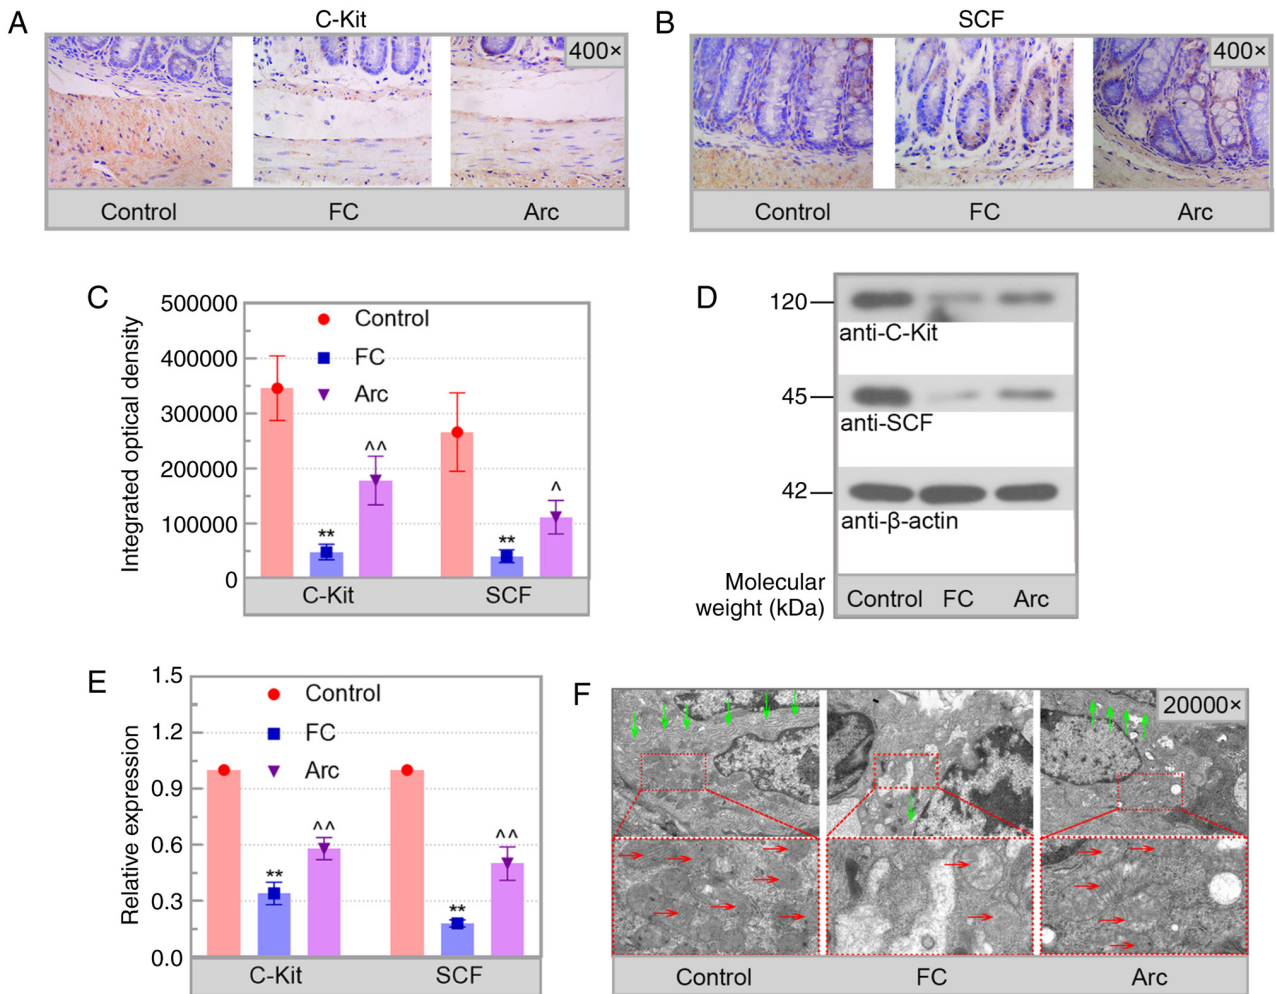 A
C-Kit
400×
Control
FC
Arc
B
SCF
400×
Control
FC
Arc
C
Integrated optical density
500000
400000
300000
200000
100000
0
Control
FC
Arc
**
^^
**
^
C-Kit
SCF
D
120
anti-C-Kit
45
anti-SCF
42
anti-β-actin
Molecular
weight (kDa)
Control
FC
Arc
E
Relative expression
1.5
1.2
0.9
0.6
0.3
0.0
Control
FC
Arc
**
^^
**
^^
C-Kit
SCF
F
20000×
Control
FC
Arc